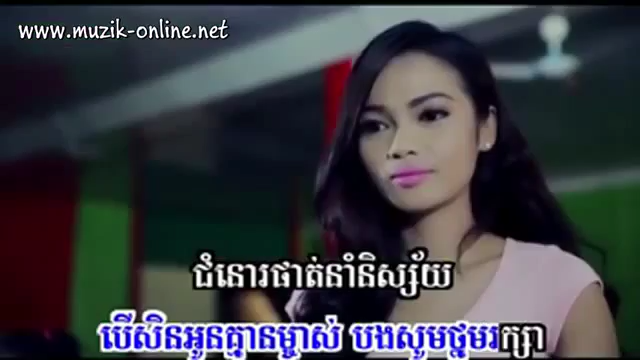 www.muzik-online.net
ជំនោរផាត់នាំនិស្ស័យ
បើសិនអូនគ្មានម្ចាស់ បងសូមថ្នមរក្សា